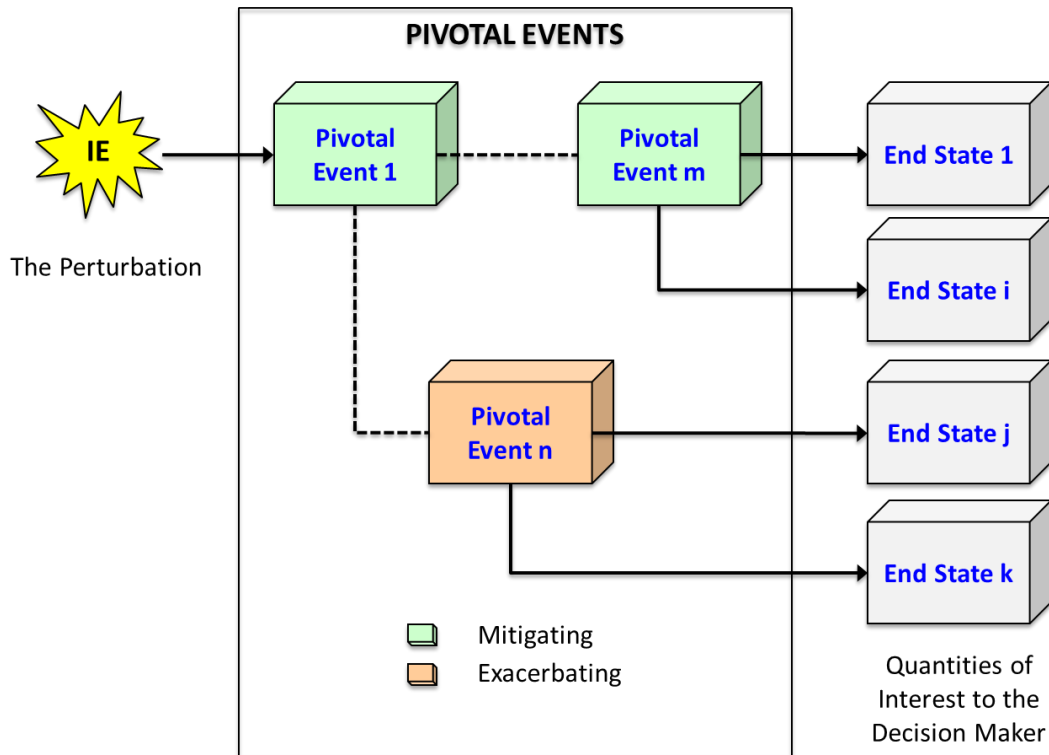 PIVOTAL EVENTS
IE
The Perturbation
Pivotal
Event 1
Pivotal
Event m
End State 1
End State i
Pivotal
Event n
End State j
End State k
Mitigating
Exacerbating
Quantities of
Interest to the
Decision Maker